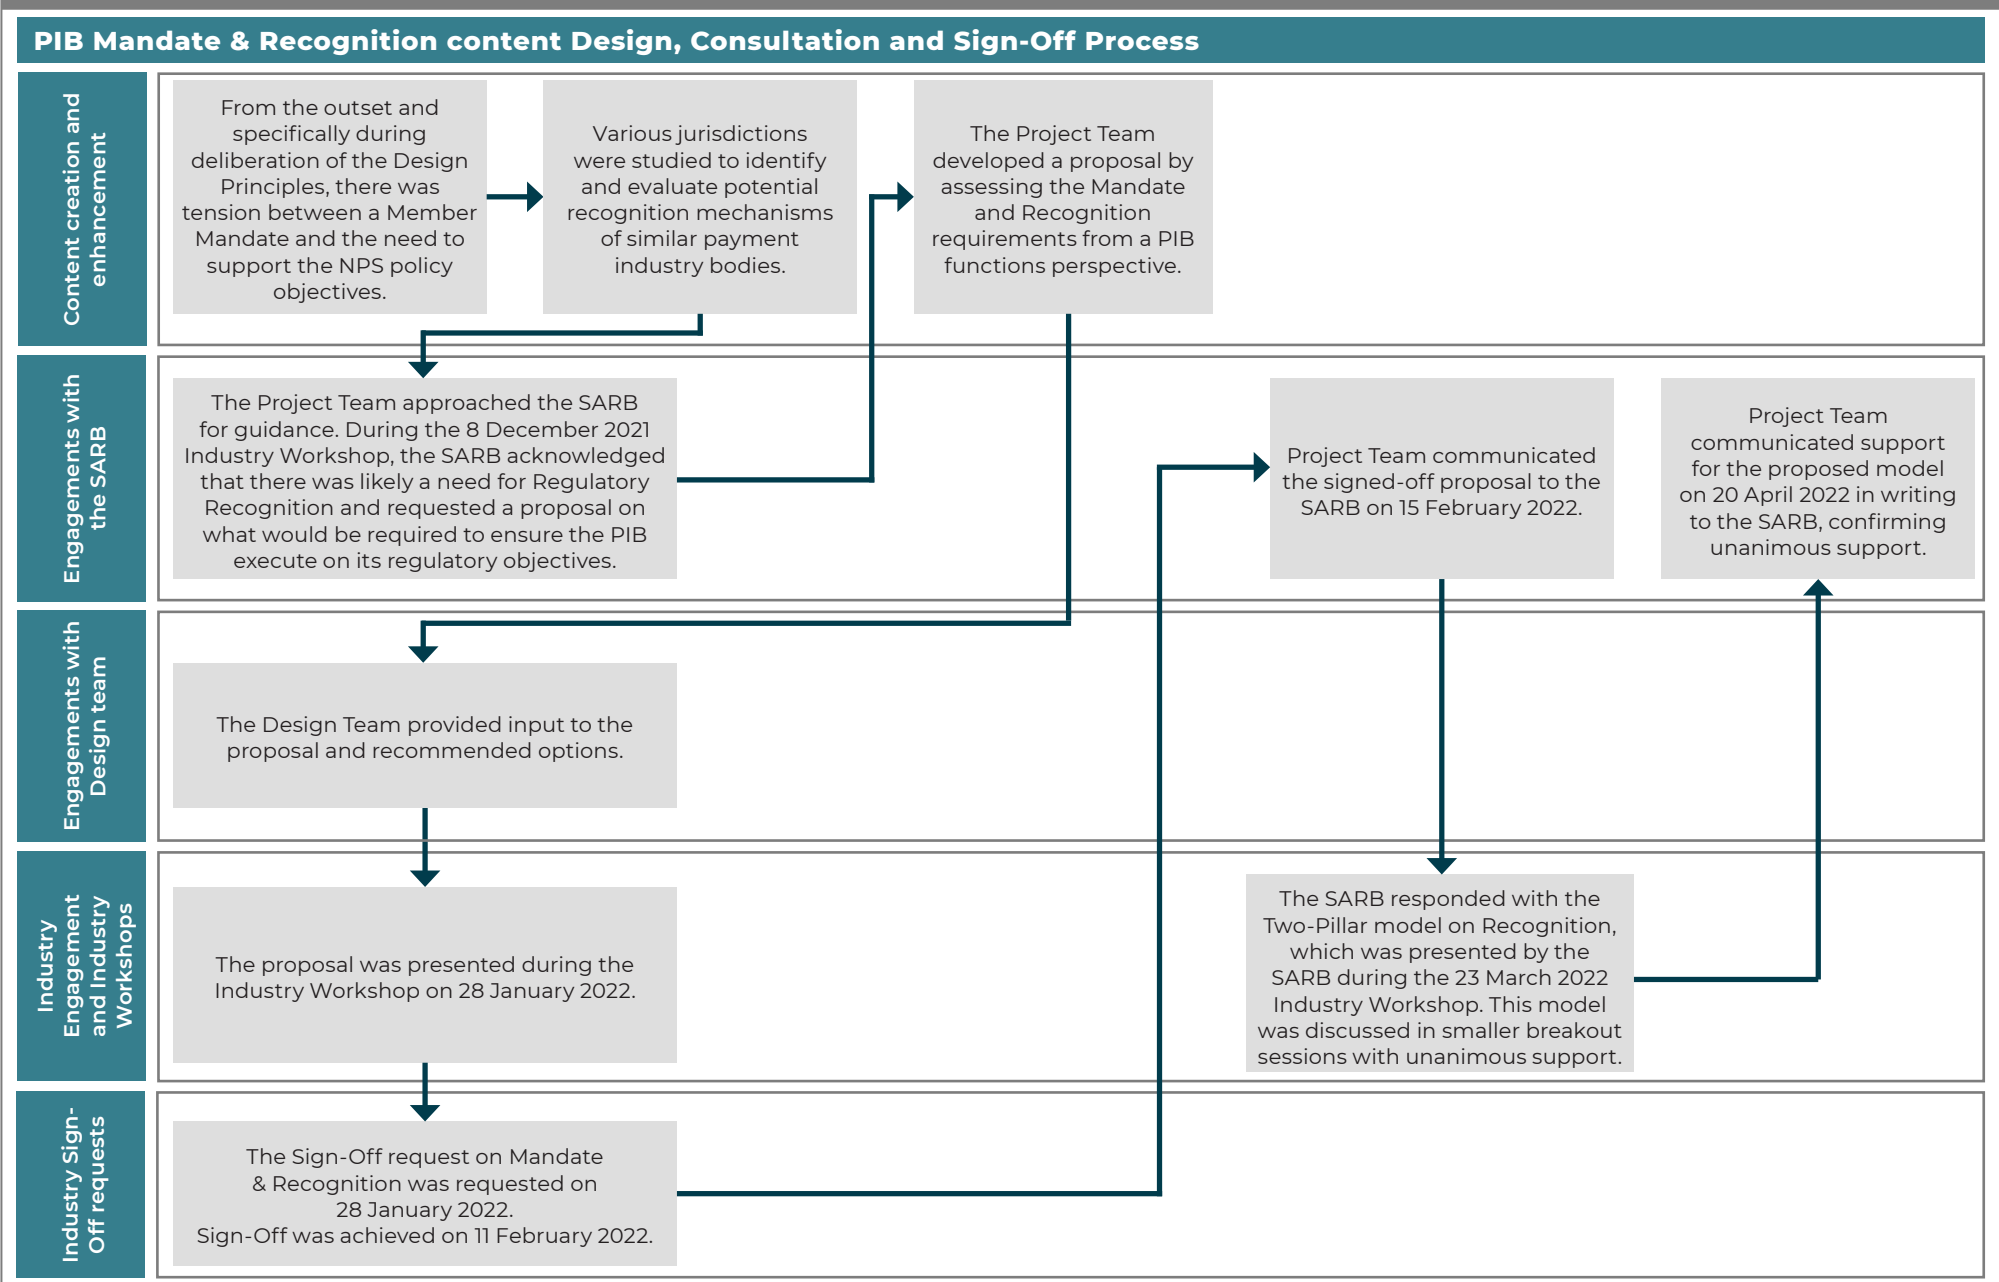 PIB Mandate & Recognition content Design, Consultation and Sign-Off Process
Content creation and
enhancement
From the outset and
specifically during
deliberation of the Design
Principles, there was
tension between a Member
Mandate and the need to
support the NPS policy
objectives.
Various jurisdictions
were studied to identify
and evaluate potential
recognition mechanisms
of similar payment
industry bodies.
The Project Team
developed a proposal by
assessing the Mandate
and Recognition
requirements from a PIB
functions perspective.
Engagements with
the SARB
The Project Team approached the SARB
for guidance. During the 8 December 2021
Industry Workshop, the SARB acknowledged
that there was likely a need for Regulatory
Recognition and requested a proposal on
what would be required to ensure the PIB
execute on its regulatory objectives.
Project Team communicated
the signed-off proposal to the
SARB on 15 February 2022.
Project Team
communicated support
for the proposed model
on 20 April 2022 in writing
to the SARB, confirming
unanimous support.
Engagements with
Design team
The Design Team provided input to the
proposal and recommended options.
Industry
Engagement
and Industry
Workshops
The proposal was presented during the
Industry Workshop on 28 January 2022.
The SARB responded with the
Two-Pillar model on Recognition,
which was presented by the
SARB during the 23 March 2022
Industry Workshop. This model
was discussed in smaller breakout
sessions with unanimous support.
Industry Sign-
Off requests
The Sign-Off request on Mandate
& Recognition was requested on
28 January 2022.
Sign-Off was achieved on 11 February 2022.